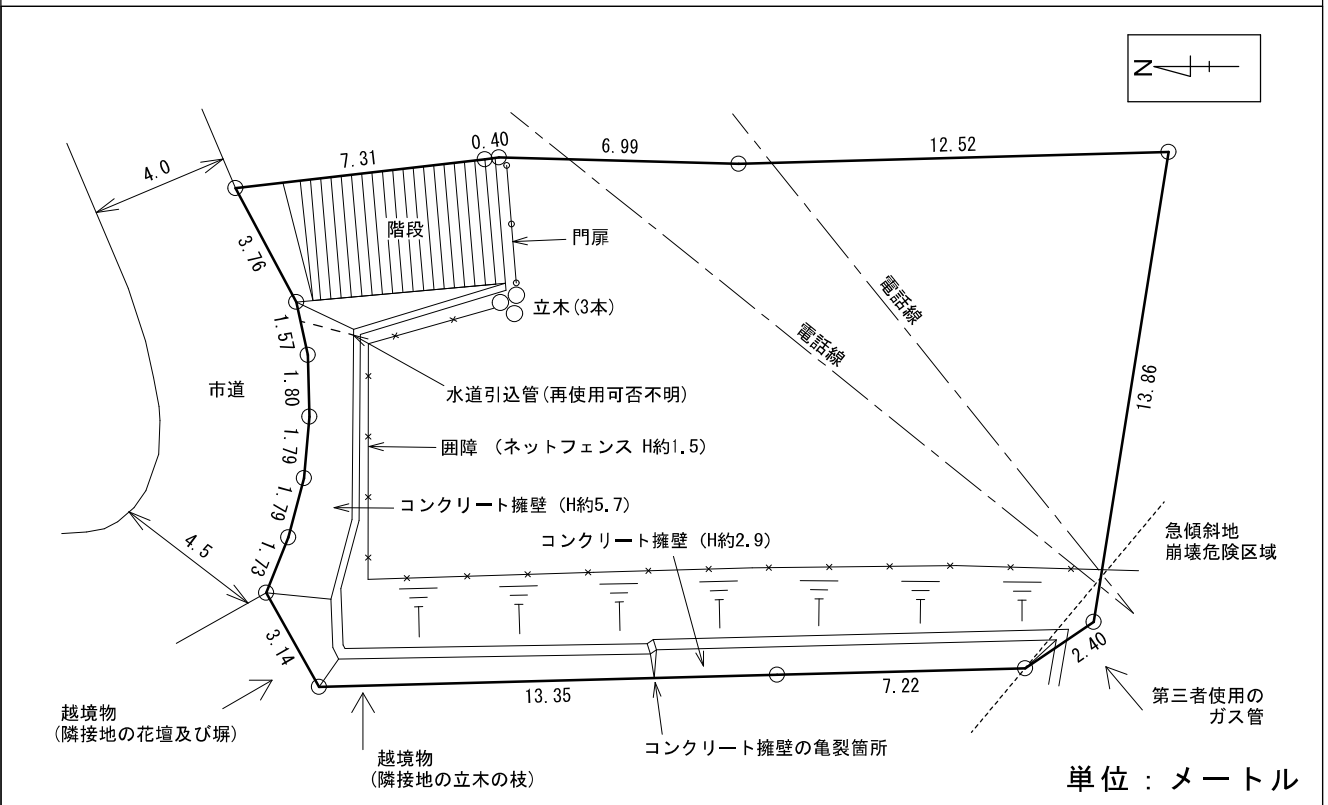 N
4.0
7.31
0.40
6.99
12.52
階段
門扉
3.76
立木(3本)
電話線
電話線
1.57
1.80
市道
水道引込管(再使用可否不明)
13.86
1.79
囲障 (ネットフェンス H約1.5)
コンクリート擁壁 (H約5.7)
1.79
コンクリート擁壁 (H約2.9)
急傾斜地
崩壊危険区域
4.5
1.73
3.14
2.40
13.35
7.22
第三者使用の
ガス管
越境物
(隣接地の花壇及び塀)
越境物
(隣接地の立木の枝)
コンクリート擁壁の亀裂箇所
単位：メートル